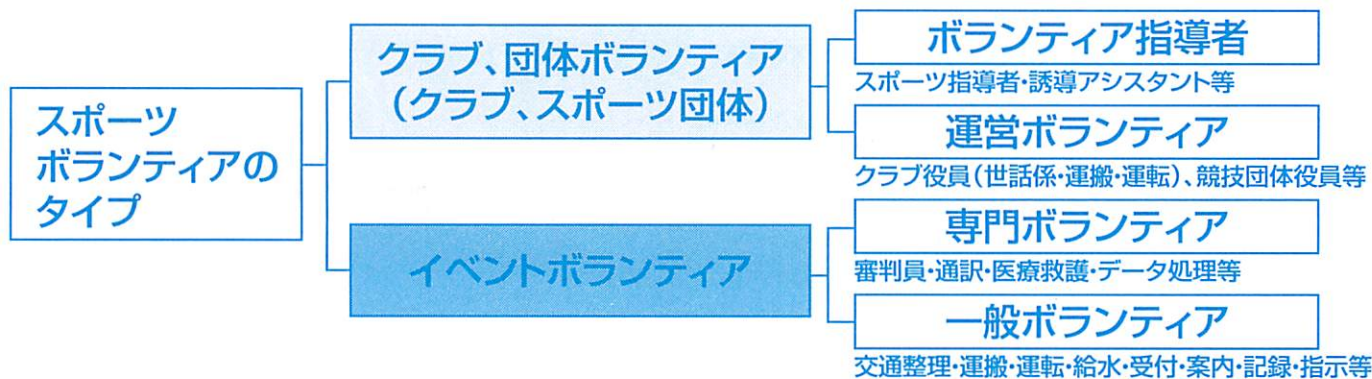 スポーツ
ボランティアの
タイプ
クラブ、団体ボランティア
（クラブ、スポーツ団体）
ボランティア指導者
スポーツ指導者・誘導アシスタント等
運営ボランティア
クラブ役員（世話係・運搬・運転）、競技団体役員等
イベントボランティア
専門ボランティア
審判員・通訳・医療救護・データ処理等
一般ボランティア
交通整理・運搬・運転・給水・受付・案内・記録・指示等